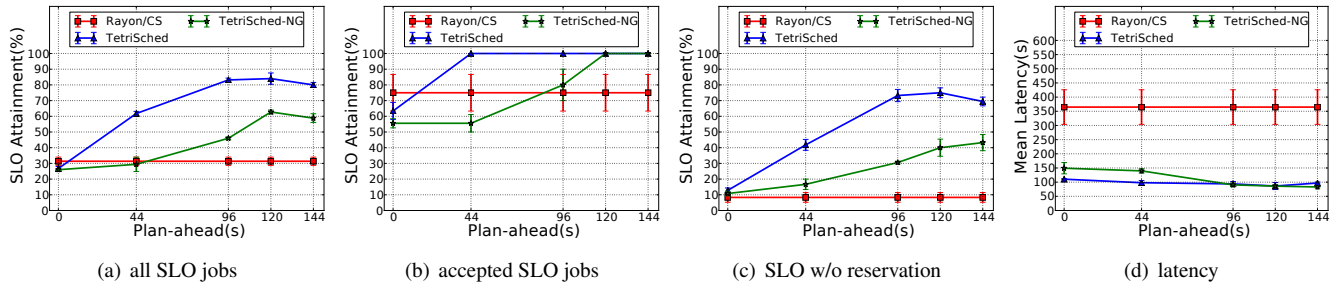 Rayon/CS
TetriSched
TetriSched-NG
SLO Attainment(%)
100
90
80
70
60
50
40
30
20
10
0
0 44 96 120 144
Plan-ahead(s)
(a) all SLO jobs
Rayon/CS
TetriSched
TetriSched-NG
SLO Attainment(%)
100
90
80
70
60
50
40
30
20
10
0
0 44 96 120 144
Plan-ahead(s)
(b) accepted SLO jobs
Rayon/CS
TetriSched
TetriSched-NG
SLO Attainment(%)
100
90
80
70
60
50
40
30
20
10
0
0 44 96 120 144
Plan-ahead(s)
(c) SLO w/o reservation
Rayon/CS
TetriSched
TetriSched-NG
Mean Latency(s)
600
550
500
450
400
350
300
250
200
150
100
50
0
0 44 96 120 144
Plan-ahead(s)
(d) latency